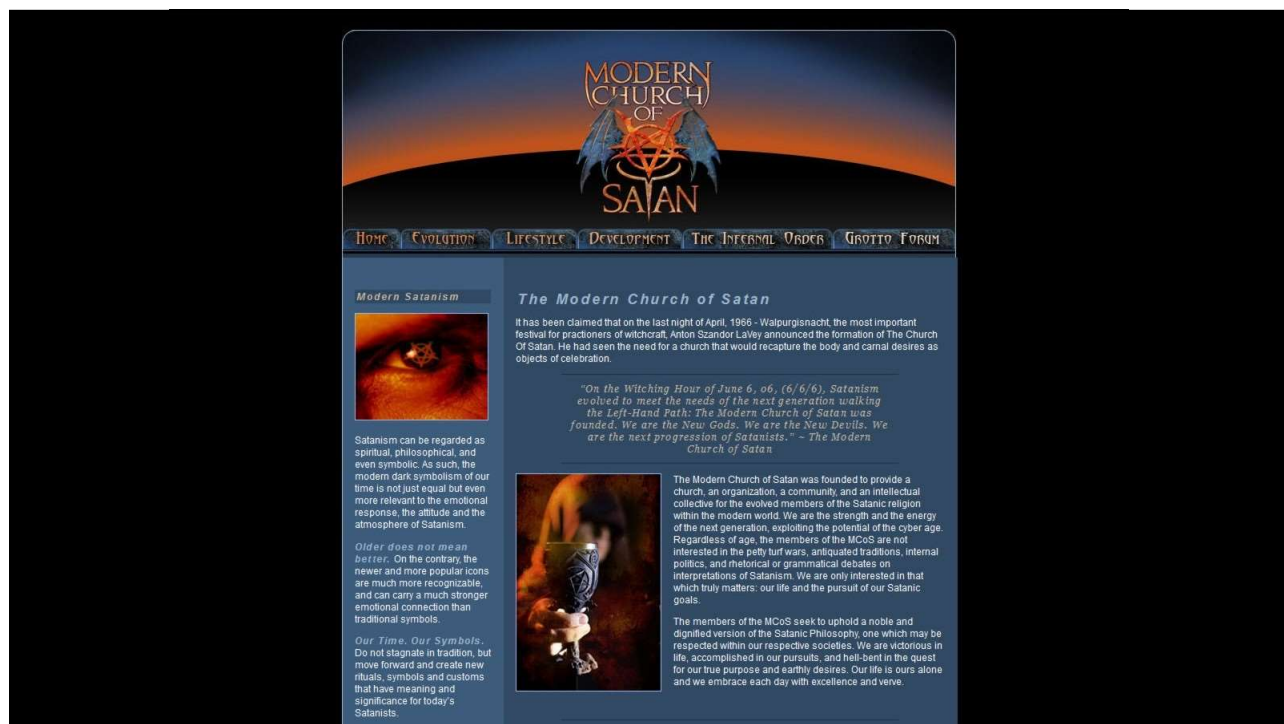 MODERN
CHURCH
OF
SATAN
Home
Evolution
Lifestyle
Development
The Infernal Order
Grotto Forum
Modern Satanism
Satanism can be regarded as
spiritual, philosophical, and
even symbolic. As such, the
modern dark symbolism of our
time is not just equal but even
more relevant to the emotional
response, the attitude and the
atmosphere of Satanism.
Older does not mean
better. On the contrary, the
newer and more popular icons
are much more recognizable,
and can carry a much stronger
emotional connection than
traditional symbols.
Our Time. Our Symbols.
Do not stagnate in tradition, but
move forward and create new
rituals, symbols and customs
that have meaning and
significance for today's
Satanists.
The Modern Church of Satan
It has been claimed that on the last night of April, 1966 - Walpurgisnacht, the most important
festival for practioners of witchcraft, Anton Szandor LaVey announced the formation of The Church
Of Satan. He had seen the need for a church that would recapture the body and carnal desires as
objects of celebration.
"On the Witching Hour of June 6, 06, (6/6/6), Satanism
evolved to meet the needs of the next generation walking
the Left-Hand Path: The Modern Church of Satan was
founded. We are the New Gods. We are the New Devils. We
are the next progression of Satanists." ~ The Modern
Church of Satan
The Modern Church of Satan was founded to provide a
church, an organization, a community, and an intellectual
collective for the evolved members of the Satanic religion
within the modern world. We are the strength and the energy
of the next generation, exploiting the potential of the cyber age.
Regardless of age, the members of the MCoS are not
interested in the petty turf wars, antiquated traditions, internal
politics, and rhetorical or grammatical debates on
interpretations of Satanism. We are only interested in that
which truly matters: our life and the pursuit of our Satanic
goals.
The members of the MCoS seek to uphold a noble and
dignified version of the Satanic Philosophy, one which may be
respected within our respective societies. We are victorious in
life, accomplished in our pursuits, and hell-bent in the quest
for our true purpose and earthly desires. Our life is ours alone
and we embrace each day with excellence and verve.